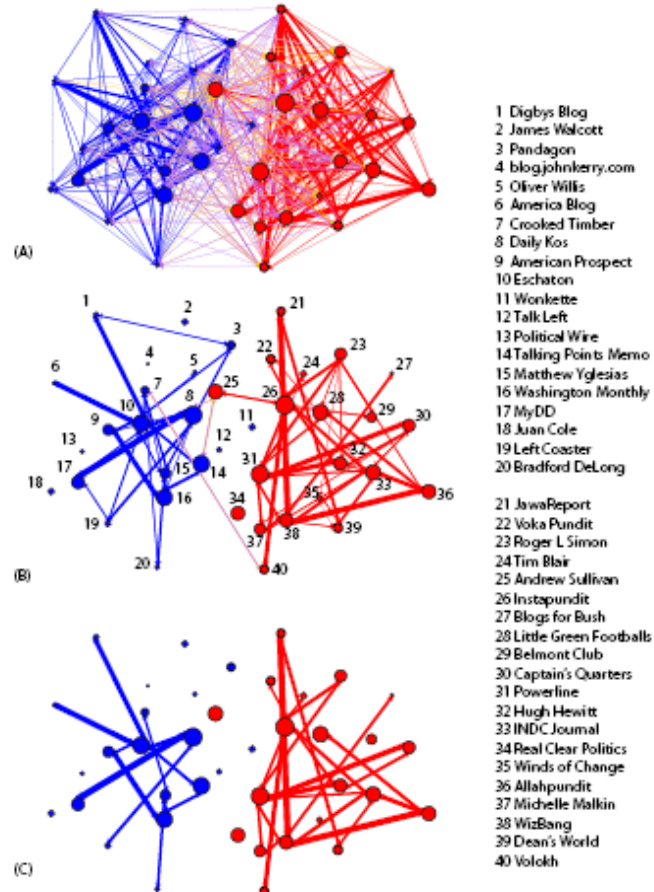 (A)
1
2
3
4
5
6
7
8
9
10
11
12
13
14
15
16
17
18
19
20
21
22
23
24
25
26
27
28
29
30
31
32
33
34
35
36
37
38
39
40
(B)
(C)
1 Digbys Blog
2 James Walcott
3 Pandagon
4 blog.johnkerry.com
5 Oliver Willis
6 America Blog
7 Crooked Timber
8 Daily Kos
9 American Prospect
10 Eschaton
11 Wonkette
12 Talk Left
13 Political Wire
14 Talking Points Memo
15 Matthew Yglesias
16 Washington Monthly
17 MyDD
18 Juan Cole
19 Left Coaster
20 Bradford DeLong
21 JawaReport
22 Voka Pundit
23 Roger L Simon
24 Tim Blair
25 Andrew Sullivan
26 Instapundit
27 Blogs for Bush
28 Little Green Footballs
29 Belmont Club
30 Captain's Quarters
31 Powerline
32 Hugh Hewitt
33 INDC Journal
34 Real Clear Politics
35 Winds of Change
36 Allahpundit
37 Michelle Malkin
38 WizBang
39 Dean's World
40 Volokh